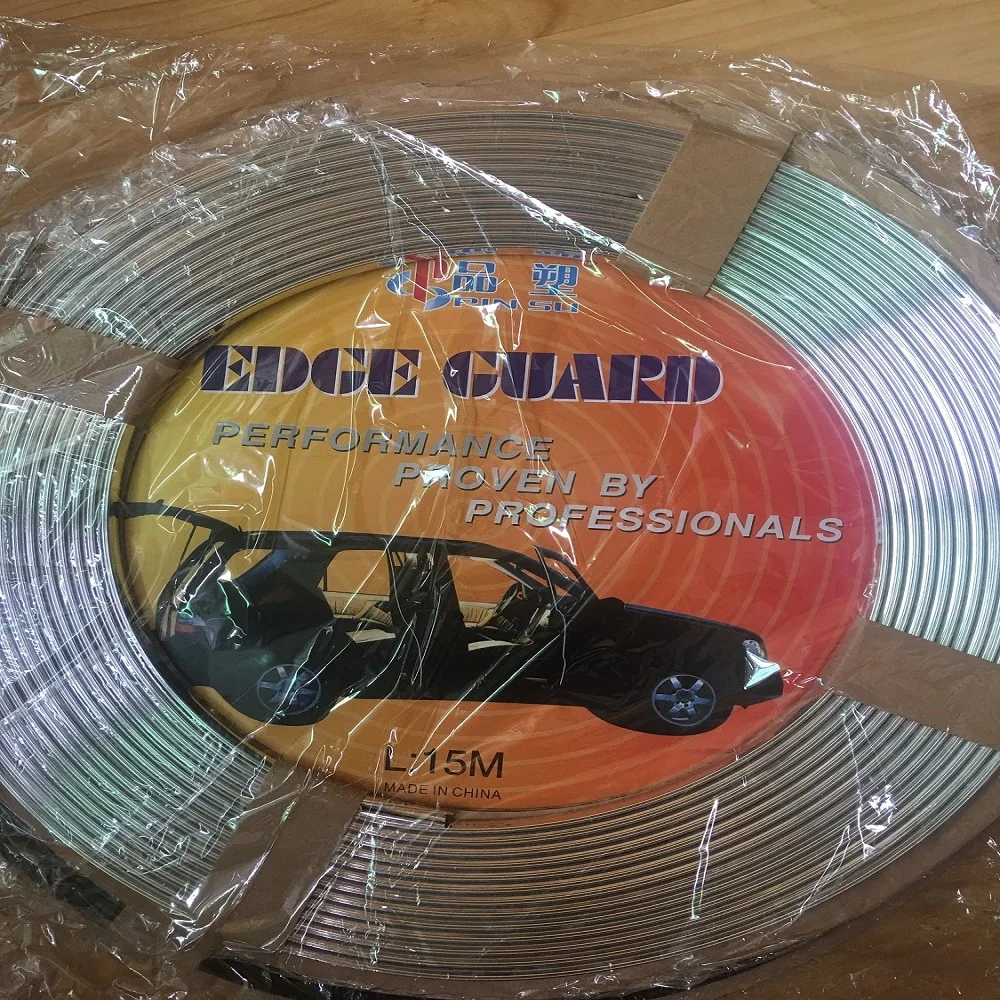 品塑
PIN SU
EDGE GUARD
PERFORMANCE
PROVEN BY
PROFESSIONALS
L:15M
MADE IN CHINA